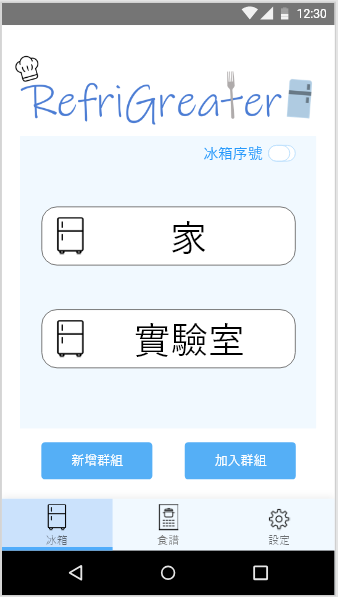 12:30
RefriGreater
冰箱序號
家
實驗室
新增群組 加入群組
冰箱 食譜 設定